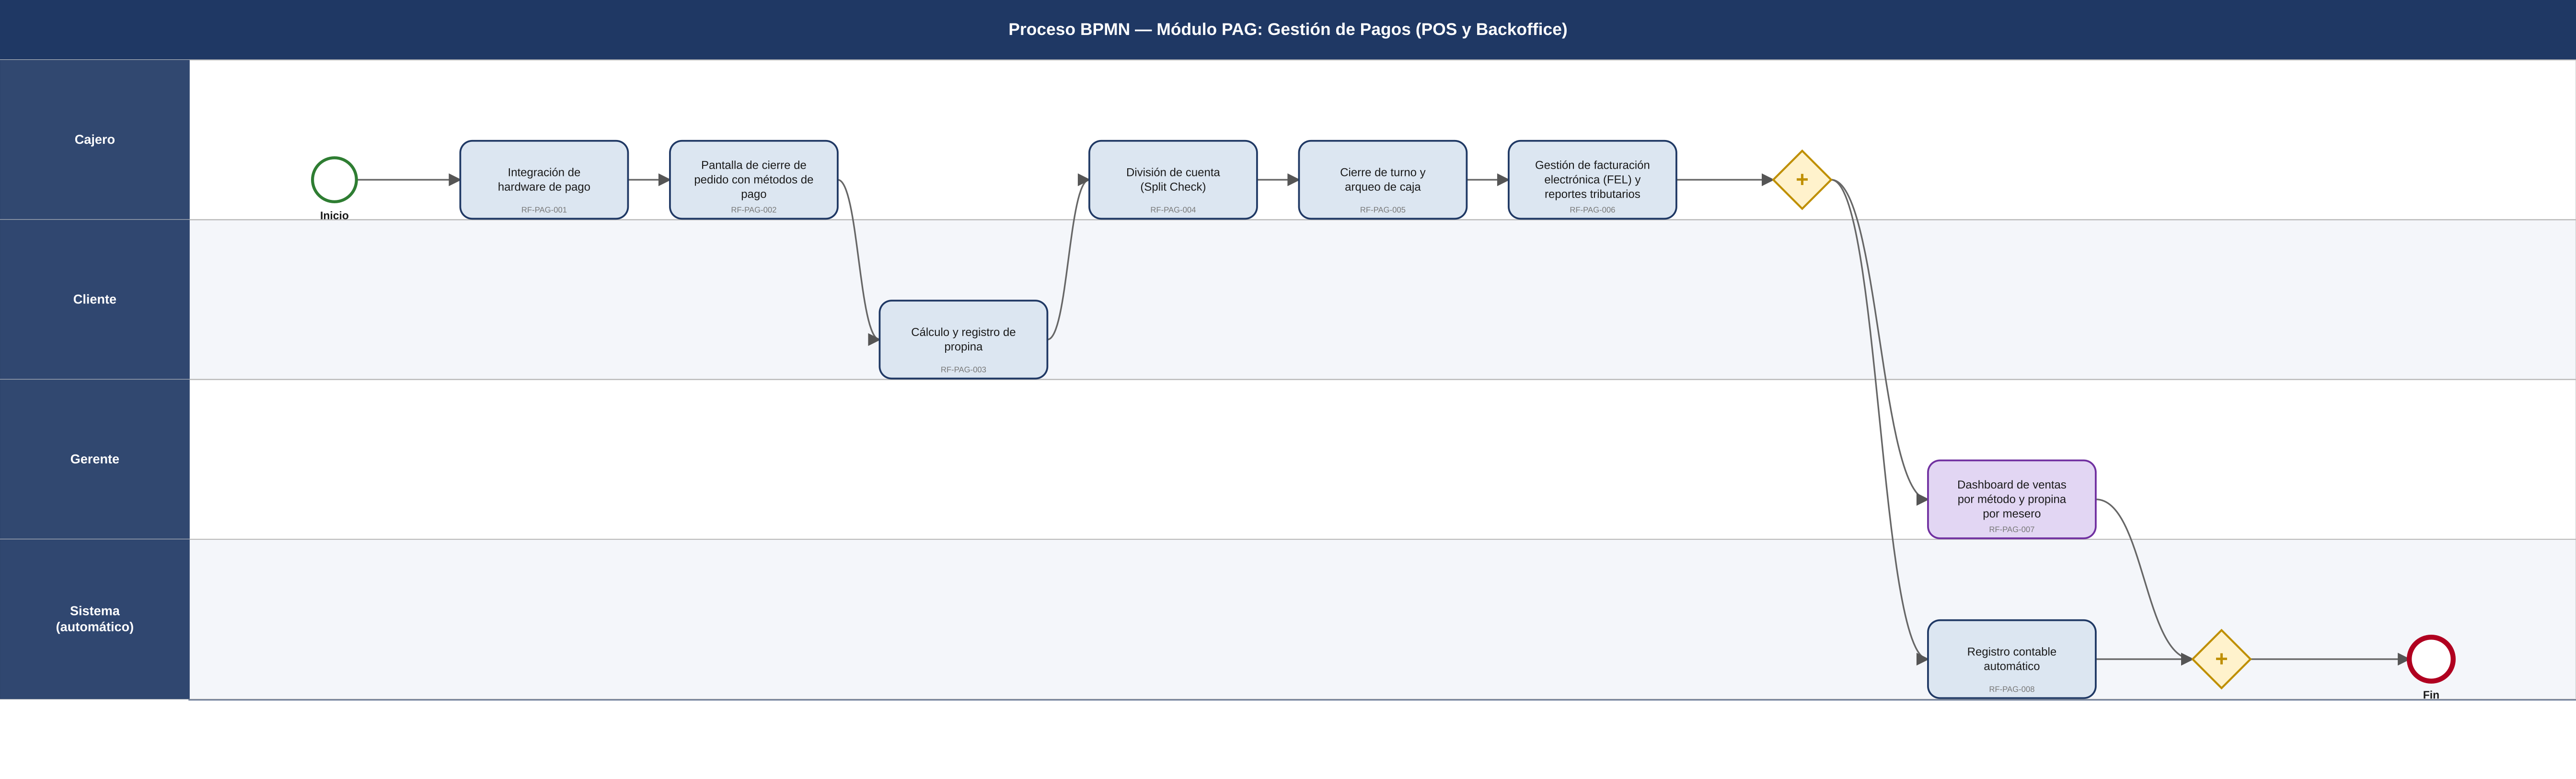 Proceso BPMN — Módulo PAG: Gestión de Pagos (POS y Backoffice)
Cajero
Inicio
Integración de
hardware de pago
RF-PAG-001
Pantalla de cierre de
pedido con métodos de
pago
RF-PAG-002
División de cuenta
(Split Check)
RF-PAG-004
Cierre de turno y
arqueo de caja
RF-PAG-005
Gestión de facturación
electrónica (FEL) y
reportes tributarios
RF-PAG-006
+
Cliente
Cálculo y registro de
propina
RF-PAG-003
Gerente
Dashboard de ventas
por método y propina
por mesero
RF-PAG-007
Sistema
(automático)
Registro contable
automático
RF-PAG-008
+
Fin